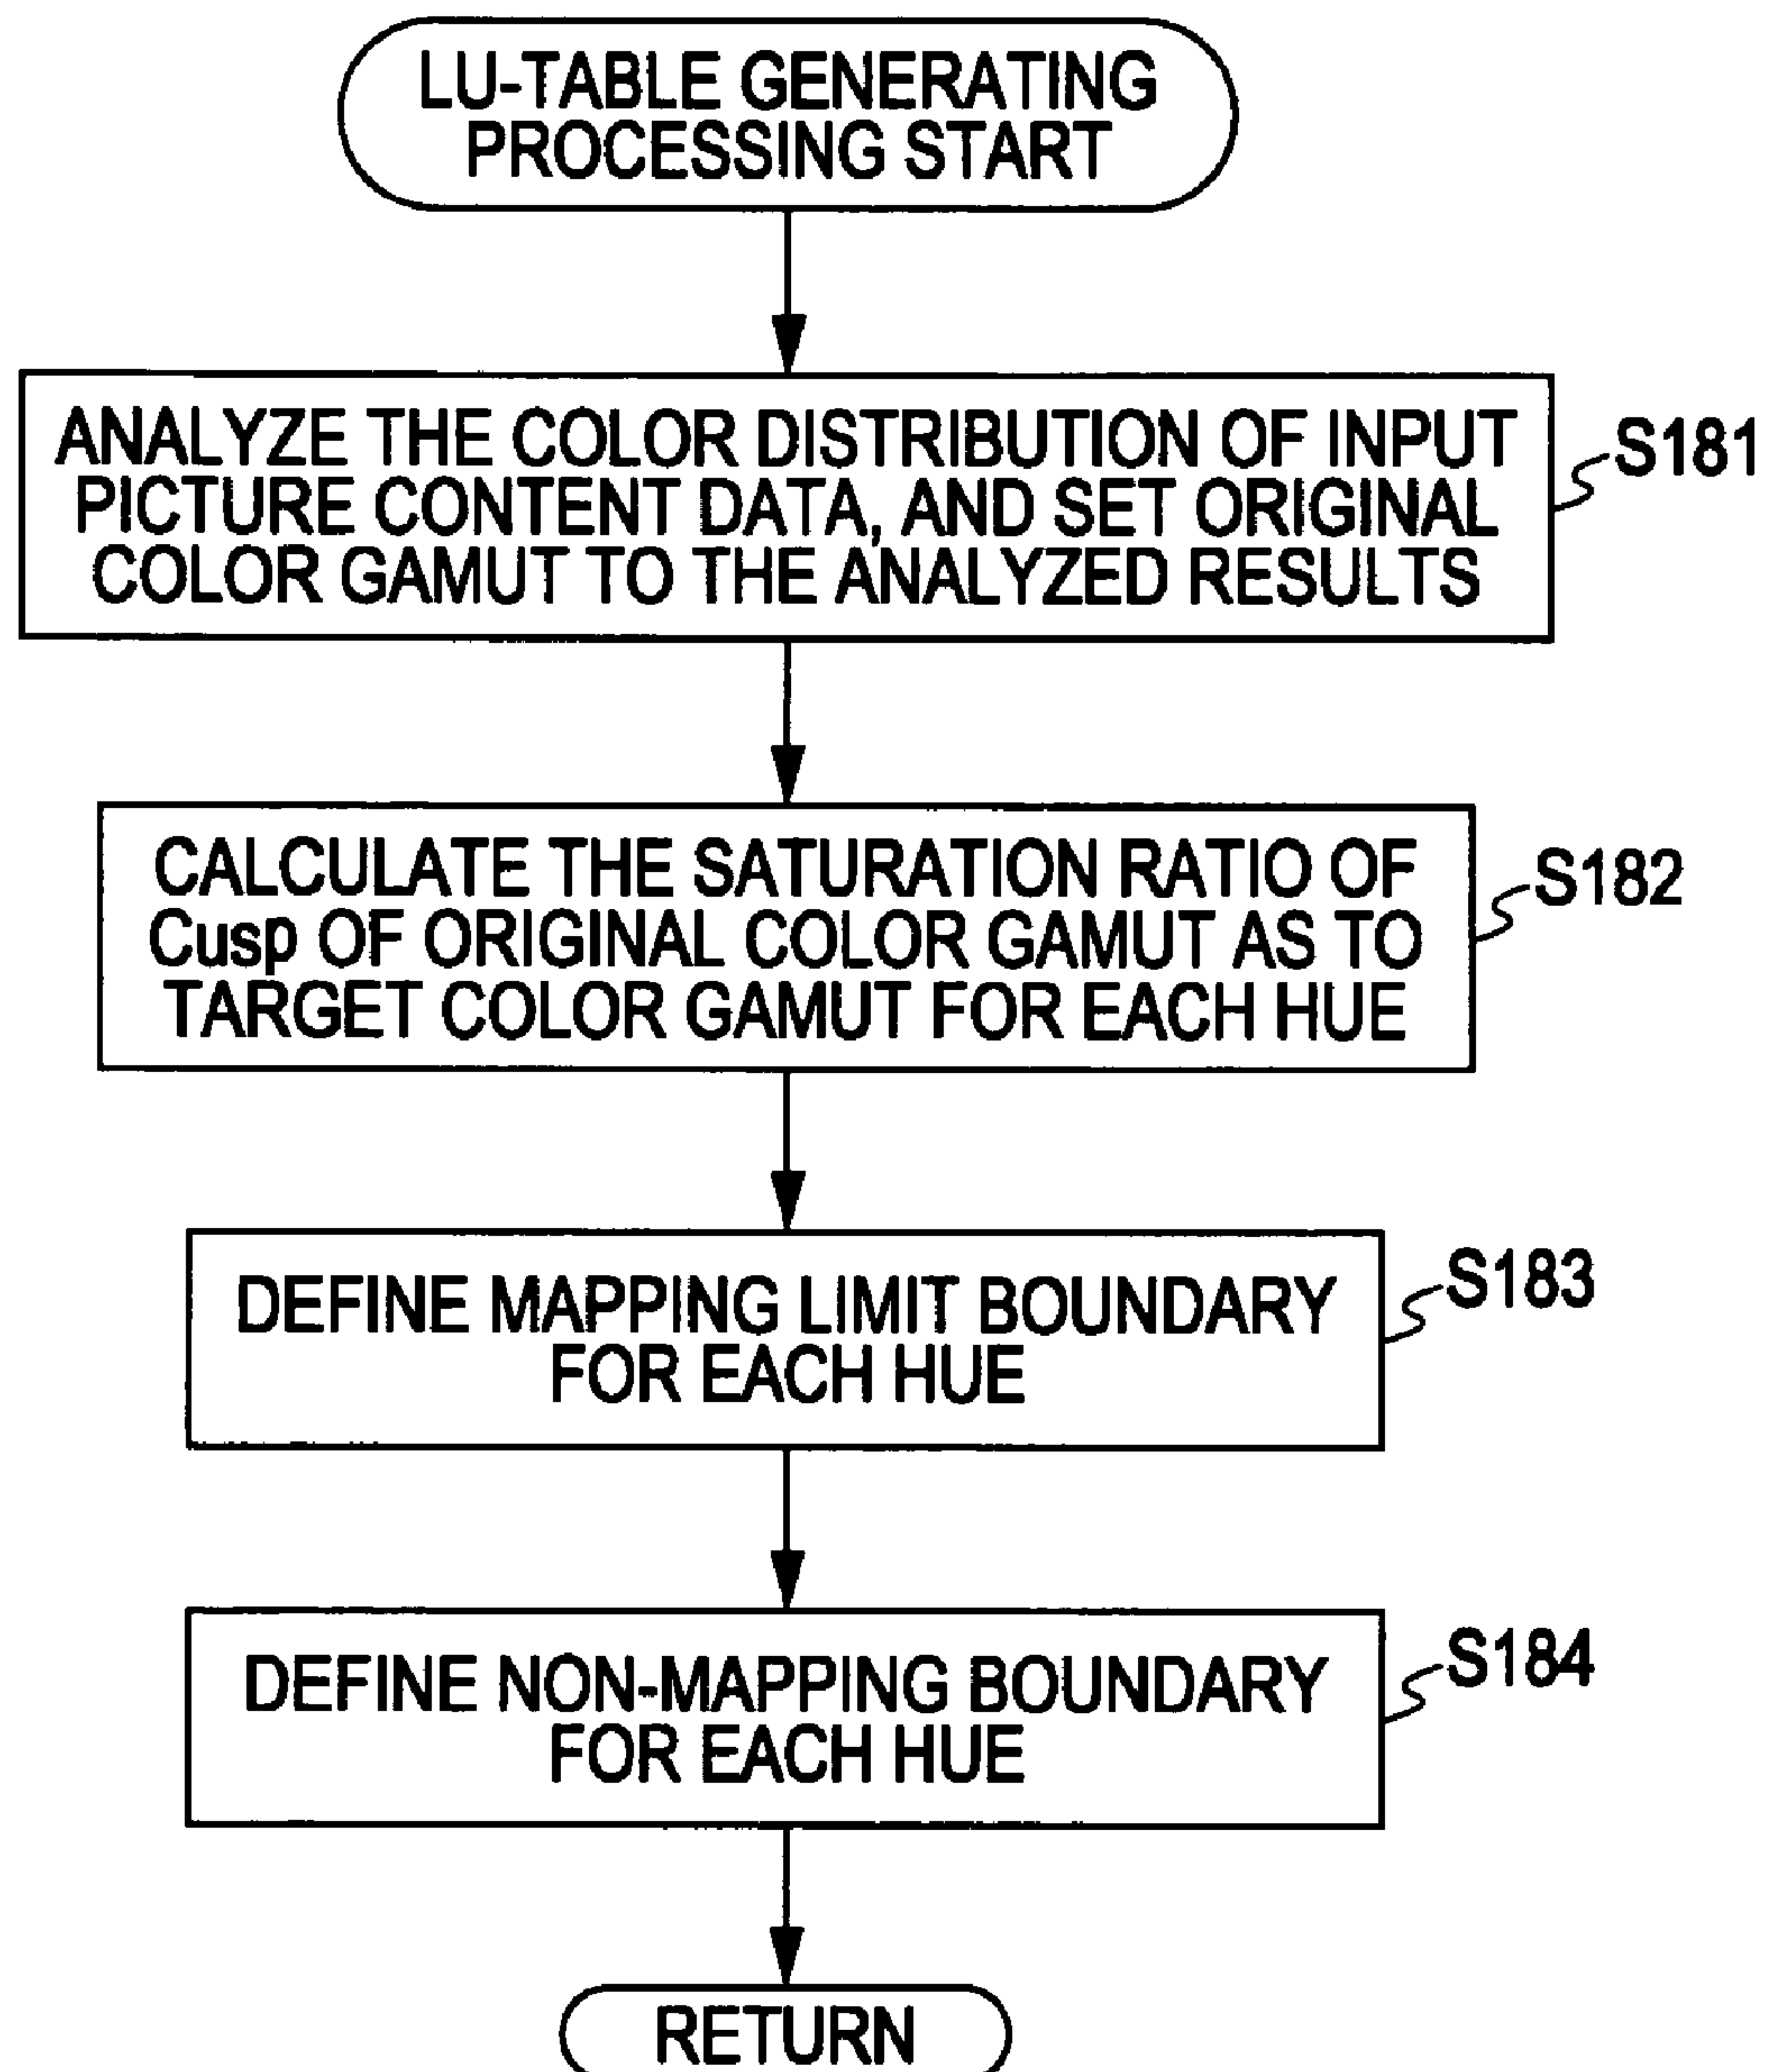 LU-TABLE GENERATING
PROCESSING START
ANALYZE THE COLOR DISTRIBUTION OF INPUT
PICTURE CONTENT DATA, AND SET ORIGINAL
COLOR GAMUT TO THE ANALYZED RESULTS
S181
CALCULATE THE SATURATION RATIO OF
Cusp OF ORIGINAL COLOR GAMUT AS TO
TARGET COLOR GAMUT FOR EACH HUE
S182
DEFINE MAPPING LIMIT BOUNDARY
FOR EACH HUE
S183
DEFINE NON-MAPPING BOUNDARY
FOR EACH HUE
S184
RETURN